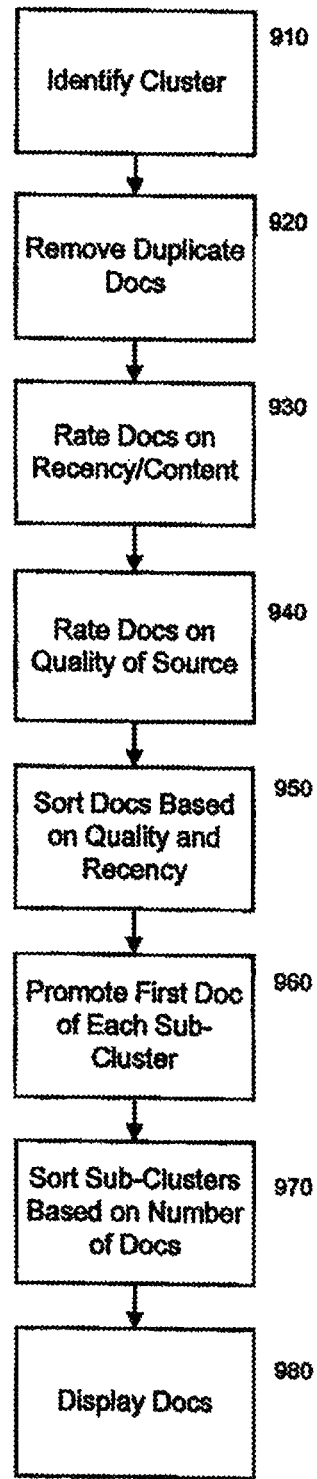 910
Identify Cluster
920
Remove Duplicate
Docs
930
Rate Docs on
Recency/Content
940
Rate Docs on
Quality of Source
950
Sort Docs Based
on Quality and
Recency
960
Promote First Doc
of Each Sub-
Cluster
970
Sort Sub-Clusters
Based on Number
of Docs
980
Display Docs